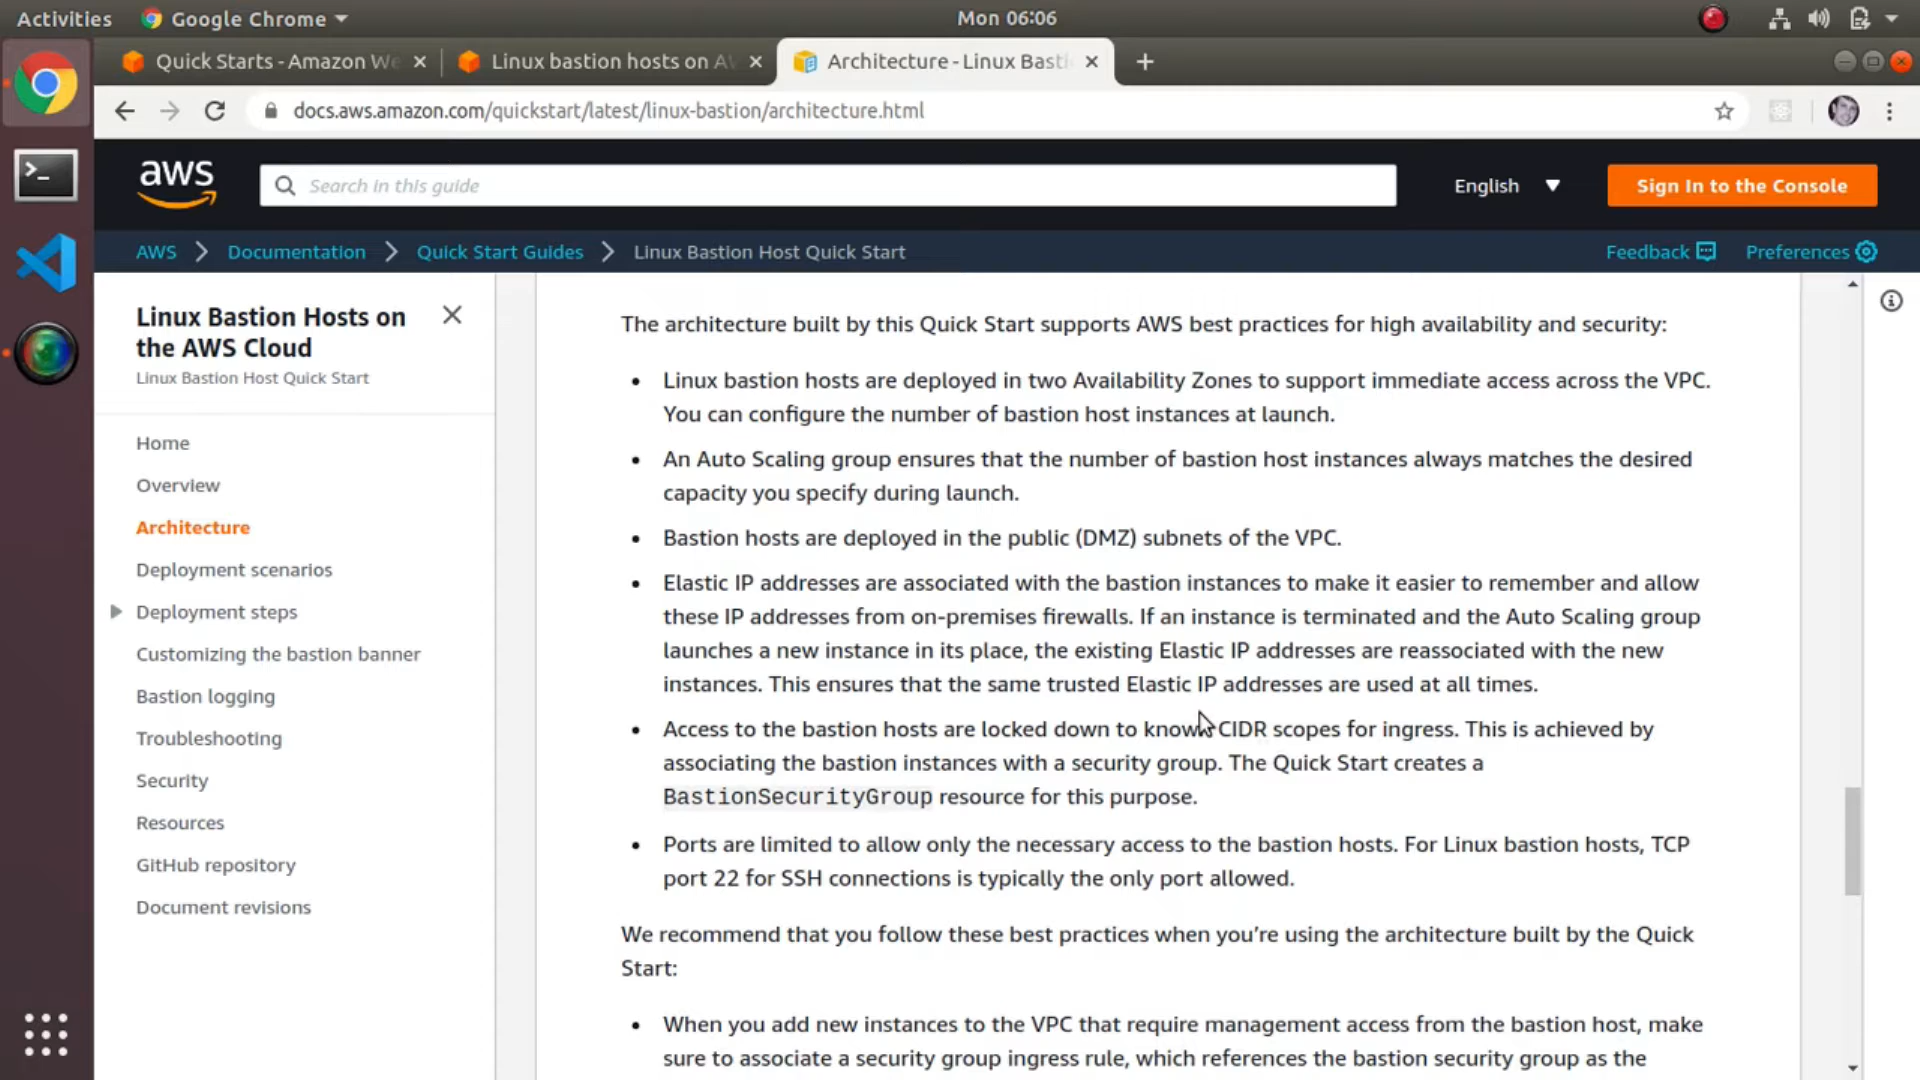 Activities
Google Chrome
Mon 06:06
Quick Starts - Amazon We
Linux bastion hosts on A
Architecture - Linux Basti
docs.aws.amazon.com/quickstart/latest/linux-bastion/architecture.html
aws
Search in this guide
English
Sign In to the Console
AWS
Documentation
Quick Start Guides
Linux Bastion Host Quick Start
Feedback
Preferences
Linux Bastion Hosts on
the AWS Cloud
Linux Bastion Host Quick Start
Home
Overview
Architecture
Deployment scenarios
Deployment steps
Customizing the bastion banner
Bastion logging
Troubleshooting
Security
Resources
GitHub repository
Document revisions
The architecture built by this Quick Start supports AWS best practices for high availability and security:
• Linux bastion hosts are deployed in two Availability Zones to support immediate access across the VPC.
You can configure the number of bastion host instances at launch.
• An Auto Scaling group ensures that the number of bastion host instances always matches the desired
capacity you specify during launch.
• Bastion hosts are deployed in the public (DMZ) subnets of the VPC.
• Elastic IP addresses are associated with the bastion instances to make it easier to remember and allow
these IP addresses from on-premises firewalls. If an instance is terminated and the Auto Scaling group
launches a new instance in its place, the existing Elastic IP addresses are reassociated with the new
instances. This ensures that the same trusted Elastic IP addresses are used at all times.
• Access to the bastion hosts are locked down to known CIDR scopes for ingress. This is achieved by
associating the bastion instances with a security group. The Quick Start creates a
BastionSecurityGroup resource for this purpose.
• Ports are limited to allow only the necessary access to the bastion hosts. For Linux bastion hosts, TCP
port 22 for SSH connections is typically the only port allowed.
We recommend that you follow these best practices when you’re using the architecture built by the Quick
Start:
• When you add new instances to the VPC that require management access from the bastion host, make
sure to associate a security group ingress rule, which references the bastion security group as the